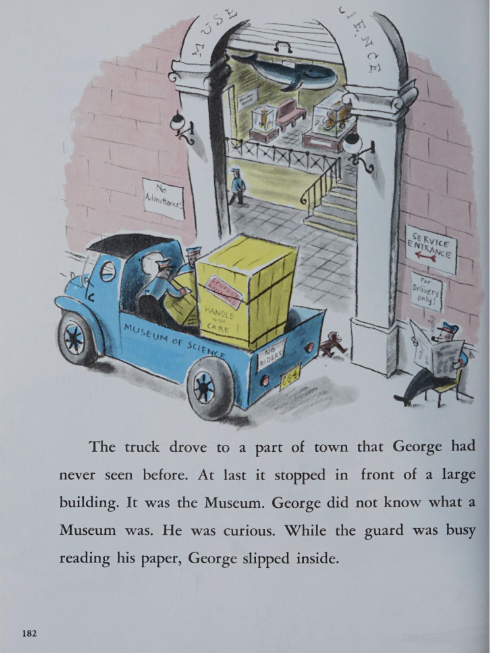 MUSE
SCIENCE
No
Admittance!
SERVICE
ENTRANCE
For
Delivery
only!
HANDLE
WITH
CARE!
MUSEUM OF SCIENCE
NO
RIDERS
The truck drove to a part of town that George had
never seen before. At last it stopped in front of a large
building. It was the Museum. George did not know what a
Museum was. He was curious. While the guard was busy
reading his paper, George slipped inside.
182